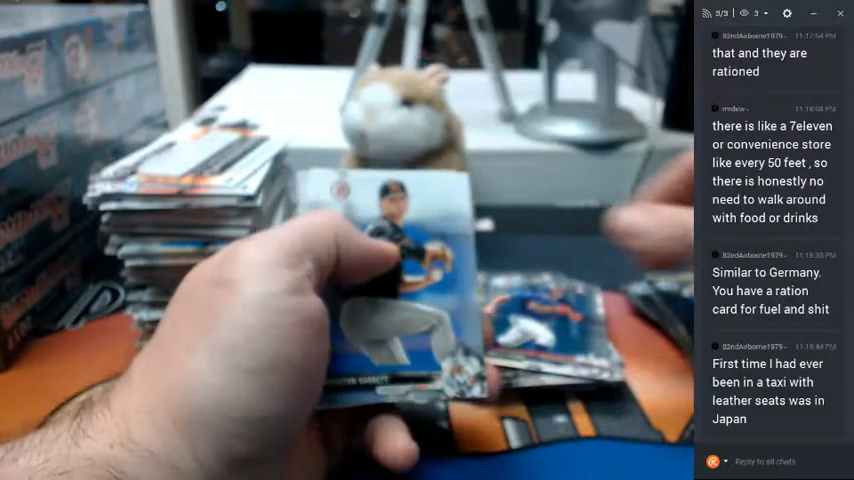 3/3 3
82ndAirborne1979 - 11:17:54 PM
that and they are
rationed
mrdew - 11:18:08 PM
there is like a 7eleven
or convenience store
like every 50 feet , so
there is honestly no
need to walk around
with food or drinks
82ndAirborne1979 - 11:18:33 PM
Similar to Germany.
You have a ration
card for fuel and shit
82ndAirborne1979 - 11:19:44 PM
First time I had ever
been in a taxi with
leather seats was in
Japan
Reply to all chats